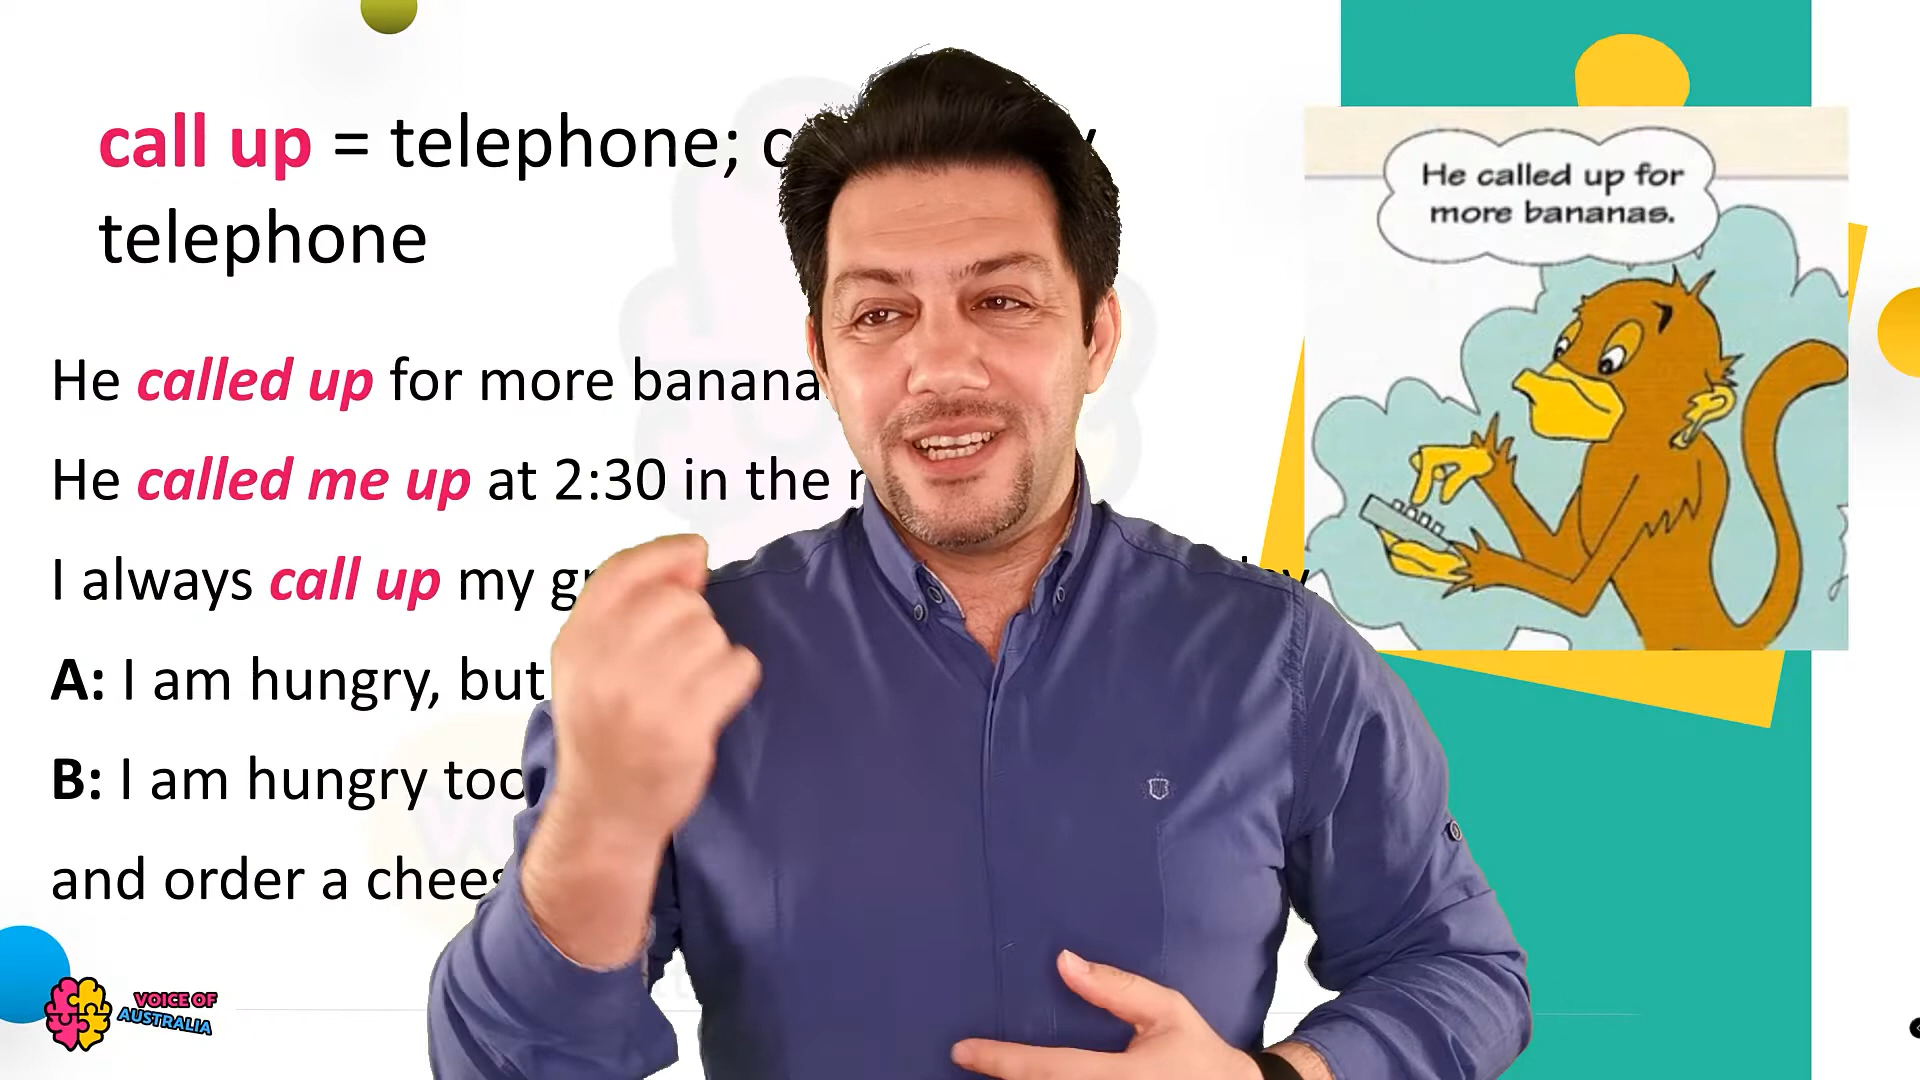 call up = telephone;
telephone
He called up for more
He called me up at 2:30 in the
I always call up my
A: I am hungry, but
B: I am hungry too
and order a
He called up for
more bananas.
VOICE OF
AUSTRALIA